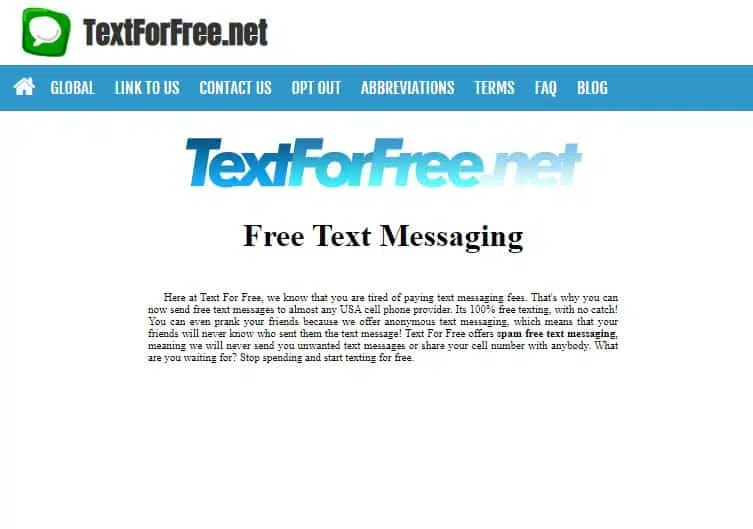 TextForFree.net
GLOBAL LINK TO US CONTACT US OPT OUT ABBREVIATIONS TERMS FAQ BLOG
TextForFree.net
Free Text Messaging
Here at Text For Free, we know that you are tired of paying text messaging fees. That's why you can
now send free text messages to almost any USA cell phone provider. Its 100% free texting, with no catch!
You can even prank your friends because we offer anonymous text messaging, which means that your
friends will never know who sent them the text message! Text For Free offers spam free text messaging,
meaning we will never send you unwanted text messages or share your cell number with anybody. What
are you waiting for? Stop spending and start texting for free.